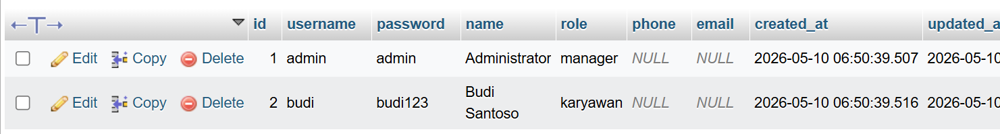 ←T→ id username password name role phone email created_at updated_a
Edit Copy Delete 1 admin admin Administrator manager NULL NULL 2026-05-10 06:50:39.507 2026-05-10
Edit Copy Delete 2 budi budi123 Budi Santoso karyawan NULL NULL 2026-05-10 06:50:39.516 2026-05-10